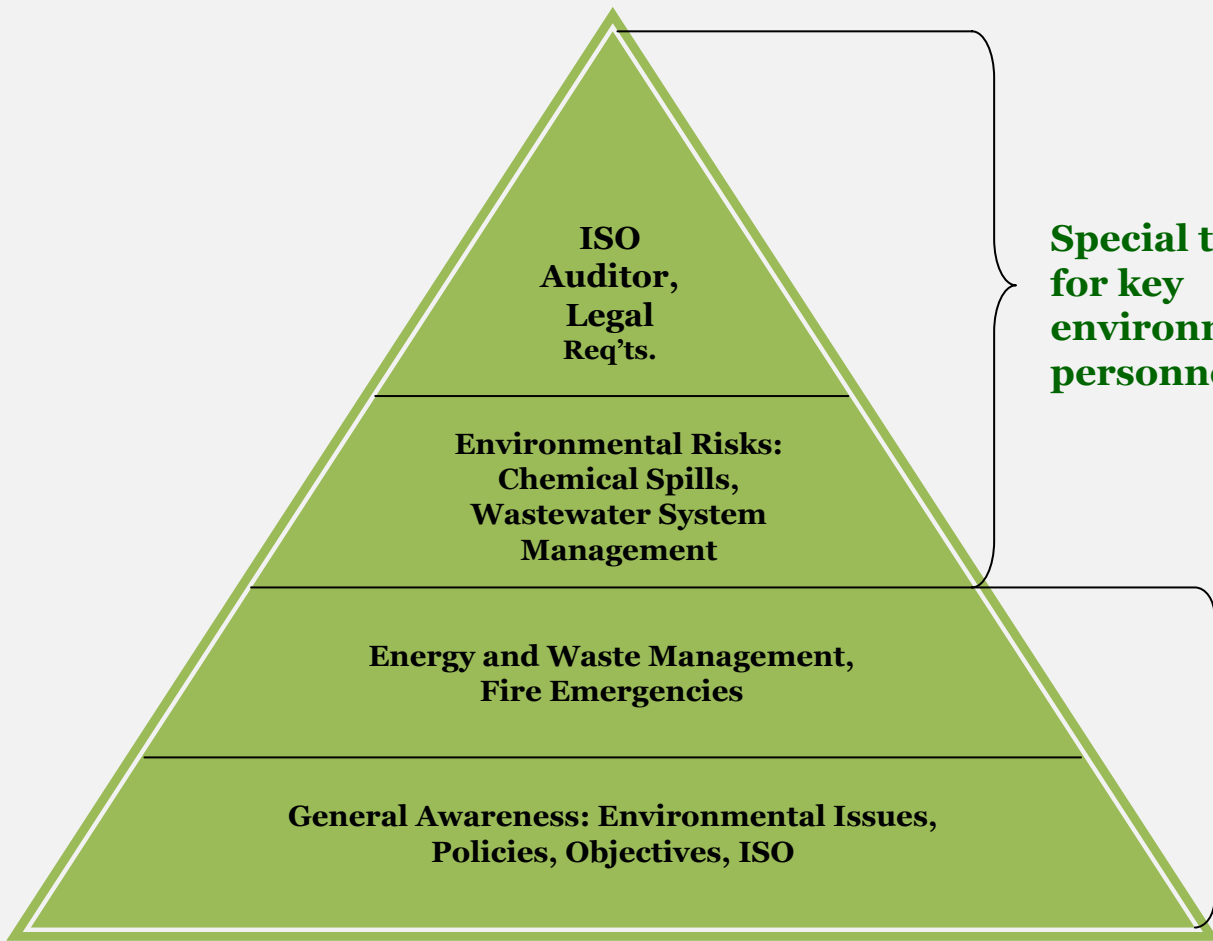 ISO
Auditor,
Legal
Req'ts.
Special
for key
Environmental Risks:
Chemical Spills,
Wastewater System
Management
Energy and Waste Management,
Fire Emergencies
General Awareness: Environmental Issues,
Policies, Objectives, ISO